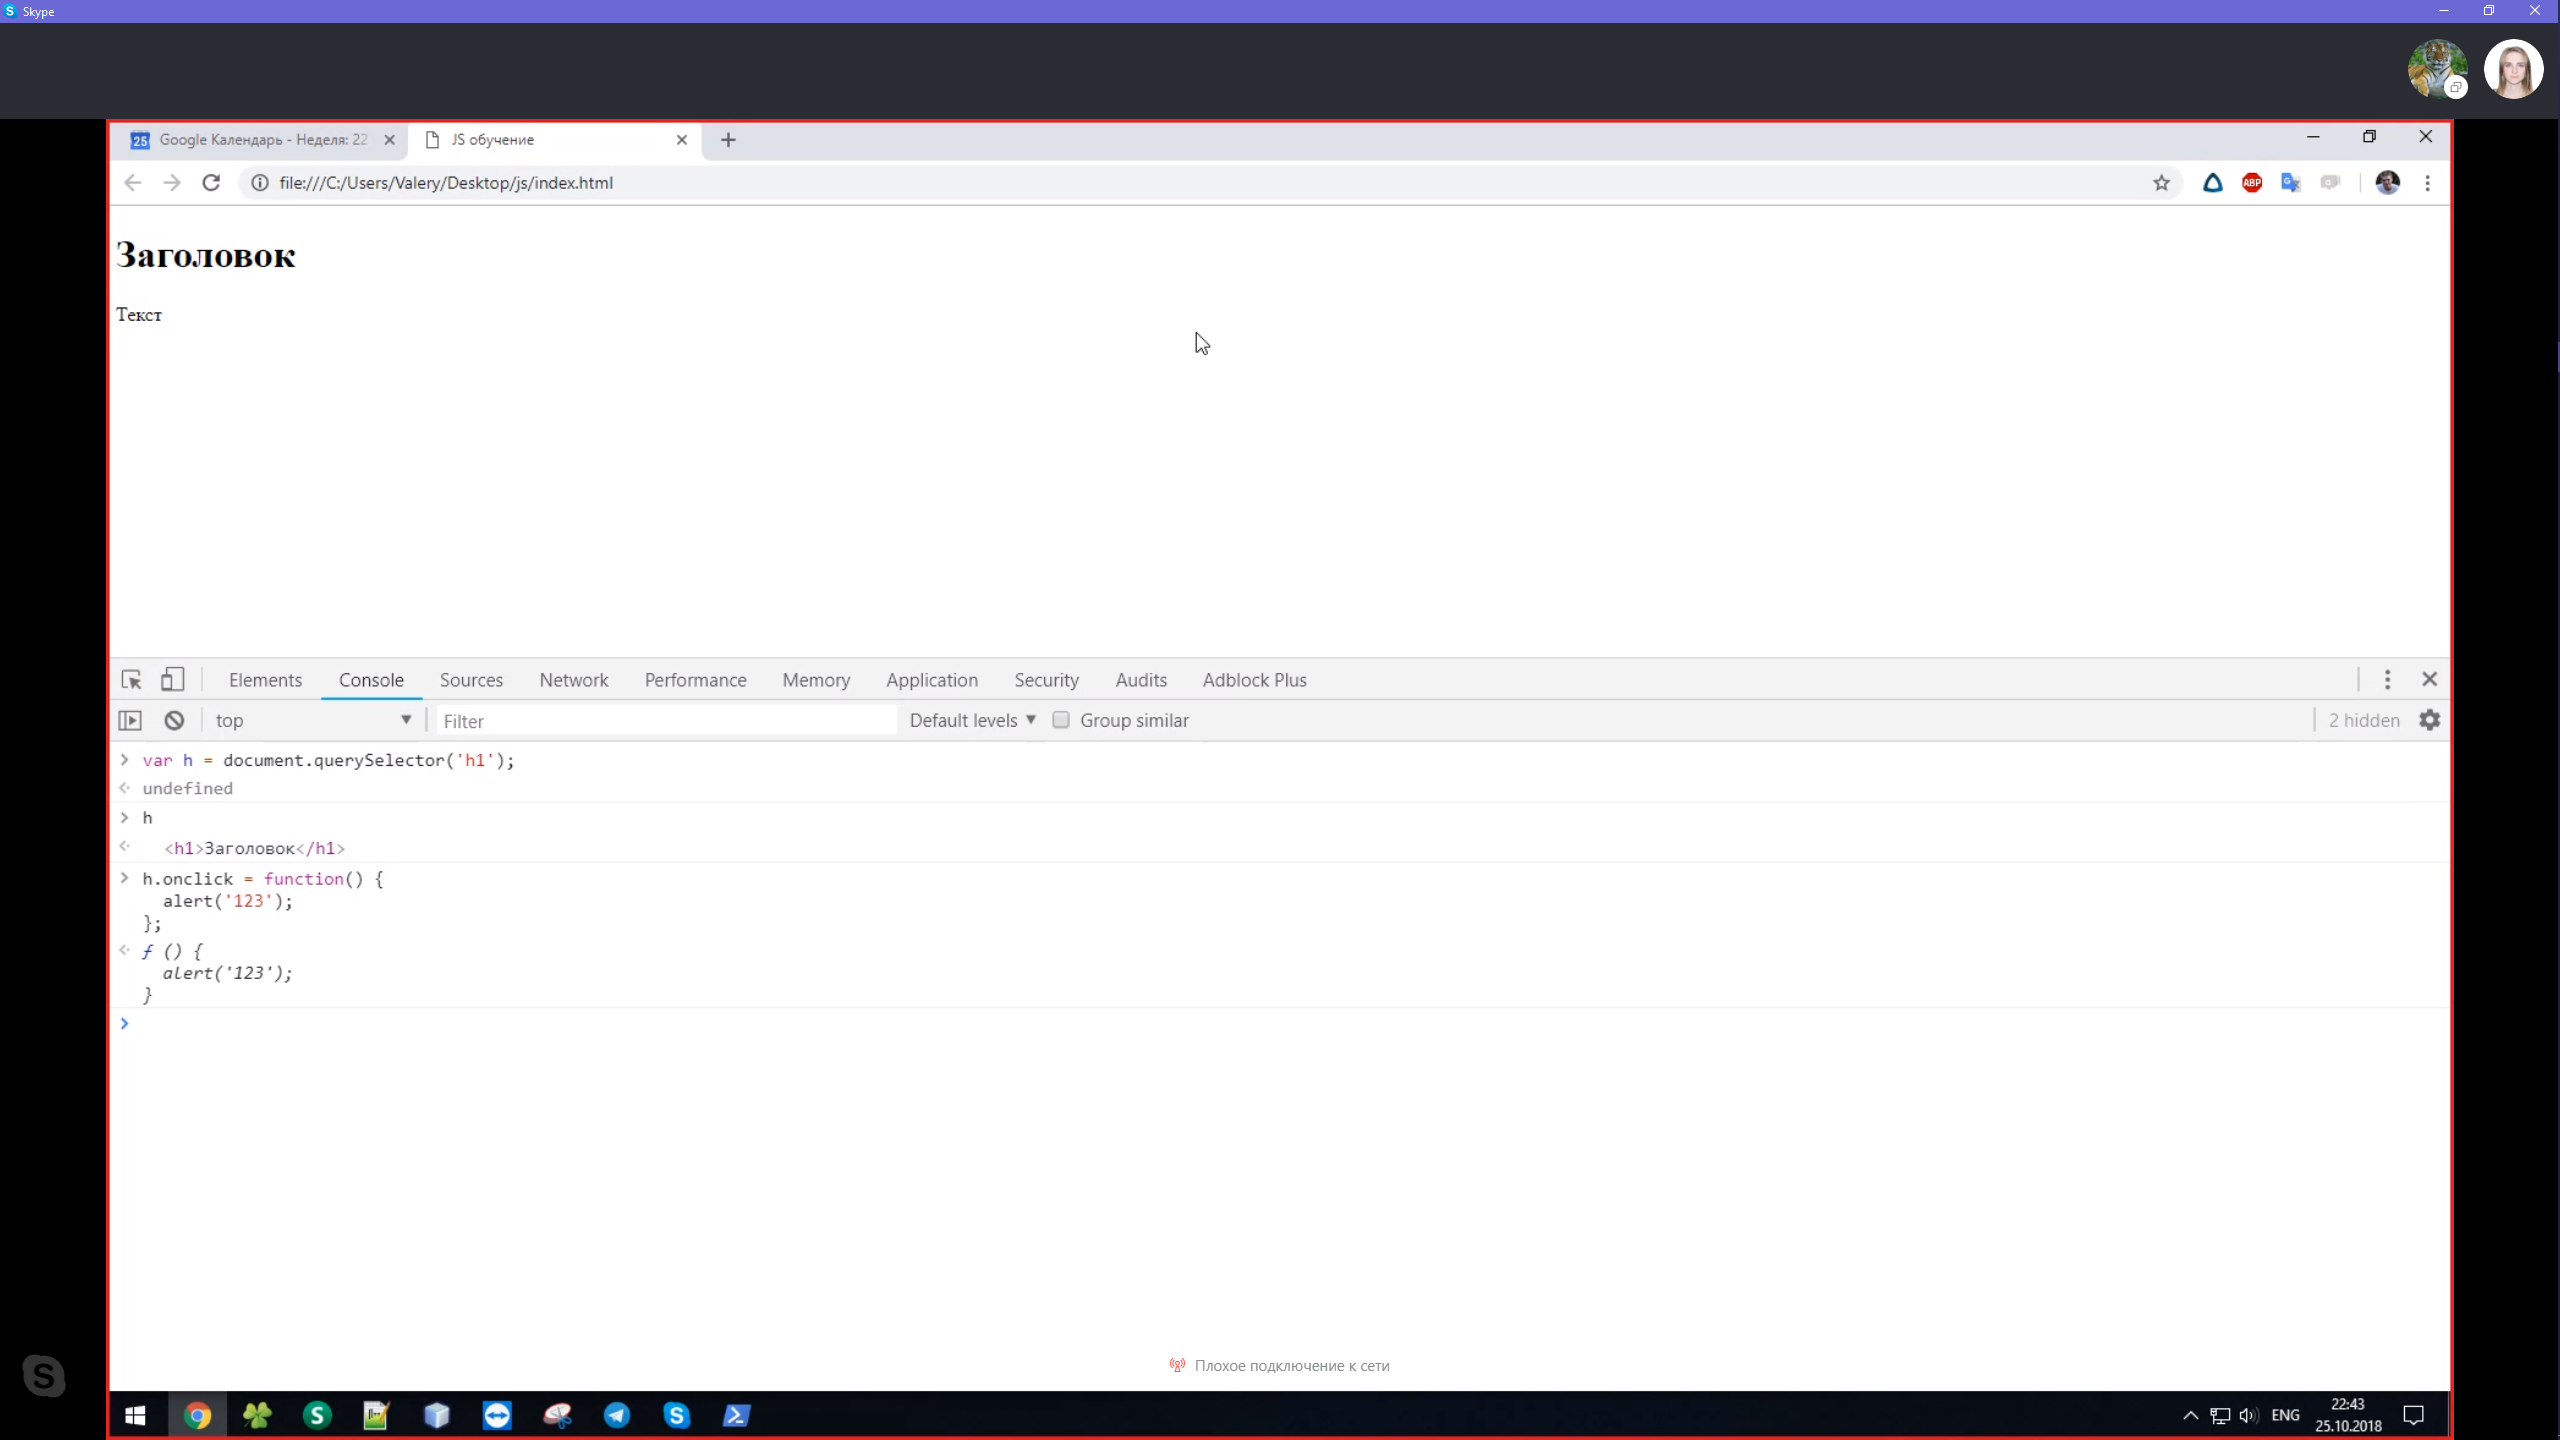 Skype
Google Календарь - Неделя: 22
JS обучение
file:///C:/Users/Valery/Desktop/js/index.html
ABP
Заголовок
Текст
Elements Console Sources Network Performance Memory Application Security Audits Adblock Plus
top Filter Default levels Group similar 2 hidden
var h = document.querySelector('h1');
undefined
h
<h1>Заголовок</h1>
h.onclick = function() {
alert('123');
};
ƒ () {
alert('123');
}
Плохое подключение к сети
ENG
22:43
25.10.2018